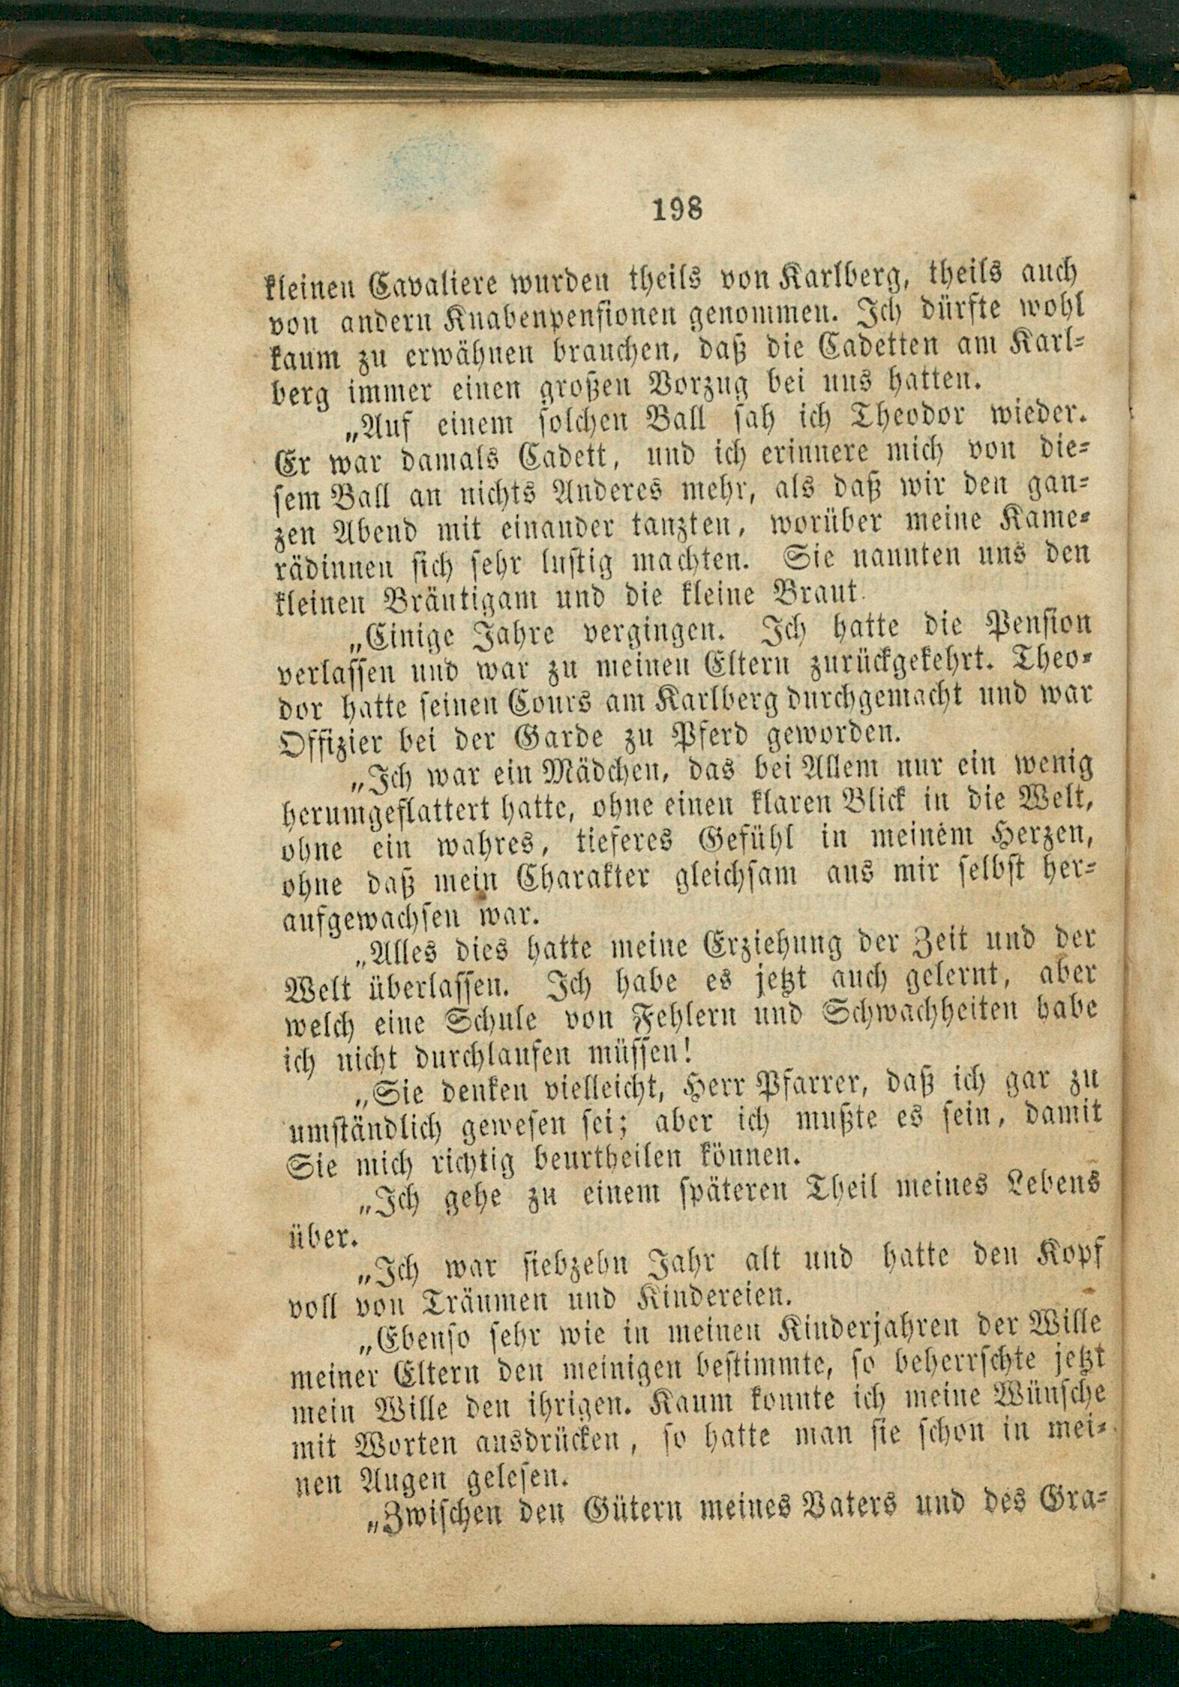 198
kleinen Cavaliere wurden theils von Karlberg, theils auch
von andern Knabenpensionen genommen. Ich dürfte wohl
kaum zu erwähnen brauchen, daß die Cadetten am Karl-
berg immer einen großen Vorzug bei uns hatten.
„Auf einem solchen Ball sah ich Theodor wieder.
Er war damals Cadett, und ich erinnere mich von die-
sem Ball an nichts Anderes mehr, als daß wir den gan-
zen Abend mit einander tanzten, worüber meine Kame-
rädinnen sich sehr lustig machten. Sie nannten uns den
kleinen Bräutigam und die kleine Braut.
„Einige Jahre vergingen. Ich hatte die Pension
verlassen und war zu meinen Eltern zurückgekehrt. Theo-
dor hatte seinen Cours am Karlberg durchgemacht und war
Offizier bei der Garde zu Pferd geworden.
„Ich war ein Mädchen, das bei Allem nur ein wenig
herumgeflattert hatte, ohne einen klaren Blick in die Welt,
ohne ein wahres, tieferes Gefühl in meinem Herzen,
ohne daß mein Charakter gleichsam aus mir selbst her-
aufgewachsen war.
„Alles dies hatte meine Erziehung der Zeit und der
Welt überlassen. Ich habe es jetzt auch gelernt, aber
welch eine Schule von Fehlern und Schwachheiten habe
ich nicht durchlaufen müssen!
„Sie denken vielleicht, Herr Pfarrer, daß ich gar zu
umständlich gewesen sei; aber ich mußte es sein, damit
Sie mich richtig beurtheilen können.
„Ich gehe zu einem späteren Theil meines Lebens
über.
„Ich war siebzehn Jahr alt und hatte den Kopf
voll von Träumen und Kindereien.
„Ebenso sehr wie in meinen Kinderjahren der Wille
meiner Eltern den meinigen bestimmte, so beherrschte jetzt
mein Wille den ihrigen. Kaum konnte ich meine Wünsche
mit Worten ausdrücken, so hatte man sie schon in mei-
nen Augen gelesen.
„Zwischen den Gütern meines Vaters und des Gra-